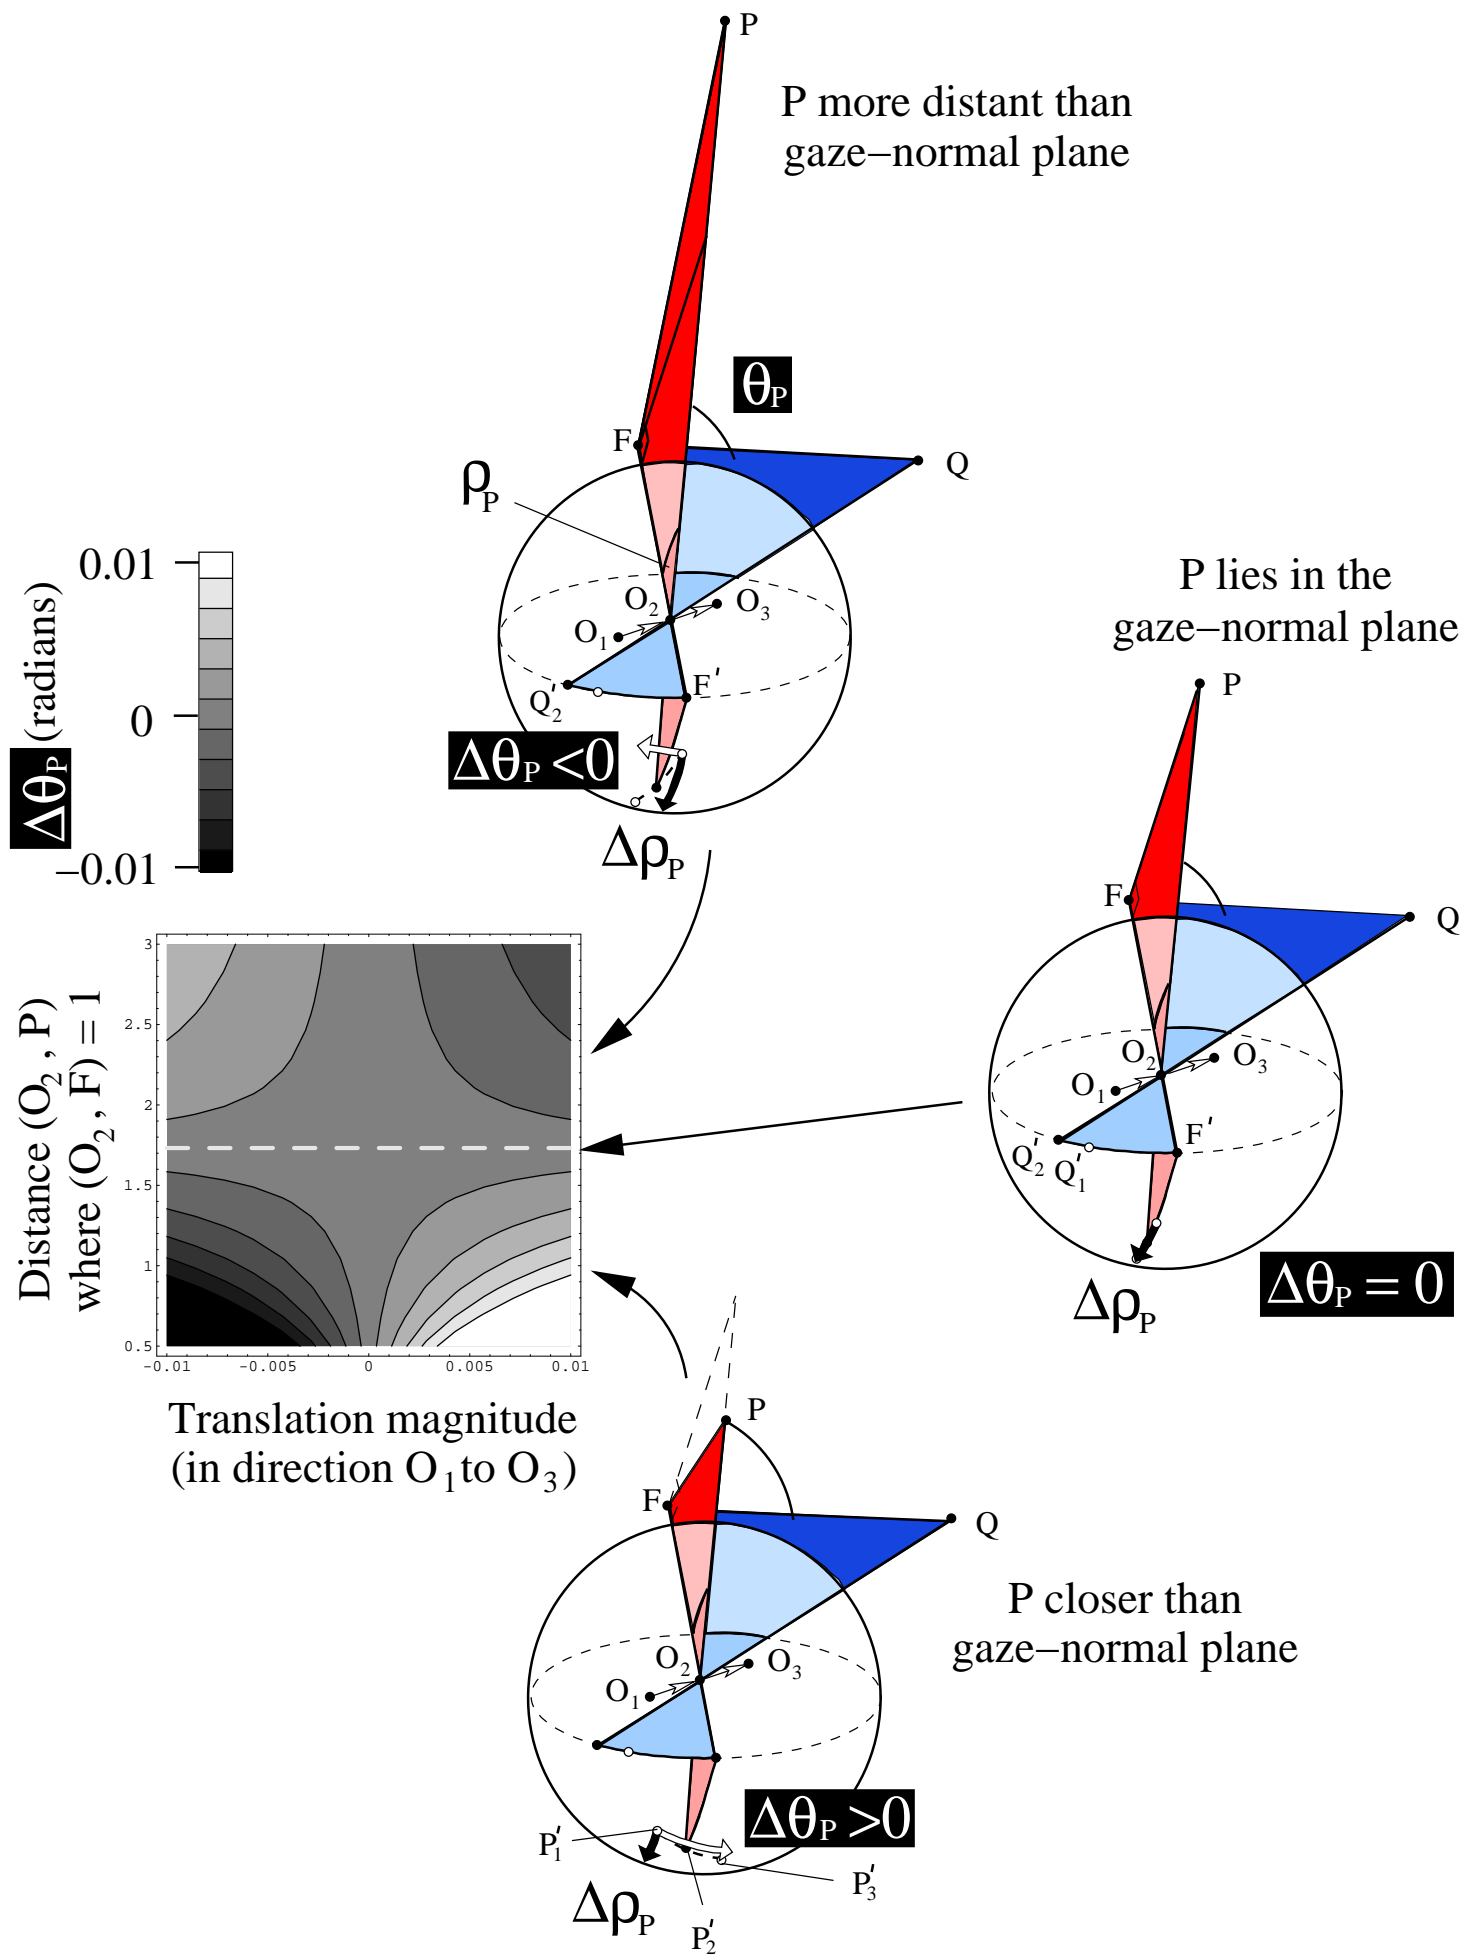 P
P more distant than
gaze–normal plane
θP
F
Q
ρP
0.01
0
–0.01
ΔθP (radians)
O2
O3
O1
Q'2
F'
ΔθP <0
ΔρP
P lies in the
gaze–normal plane
P
F
Q
O2
O3
O1
F'
Q'2 Q'1
ΔρP
ΔθP = 0
Distance (O2 , P)
where (O2 , F) = 1
3
2.5
2
1.5
1
0.5
-0.01 -0.005 0 0.005 0.01
Translation magnitude
(in direction O1 to O3)
P
F
Q
P closer than
gaze–normal plane
O2
O3
O1
ΔθP >0
P'1
P'3
ΔρP
P'2